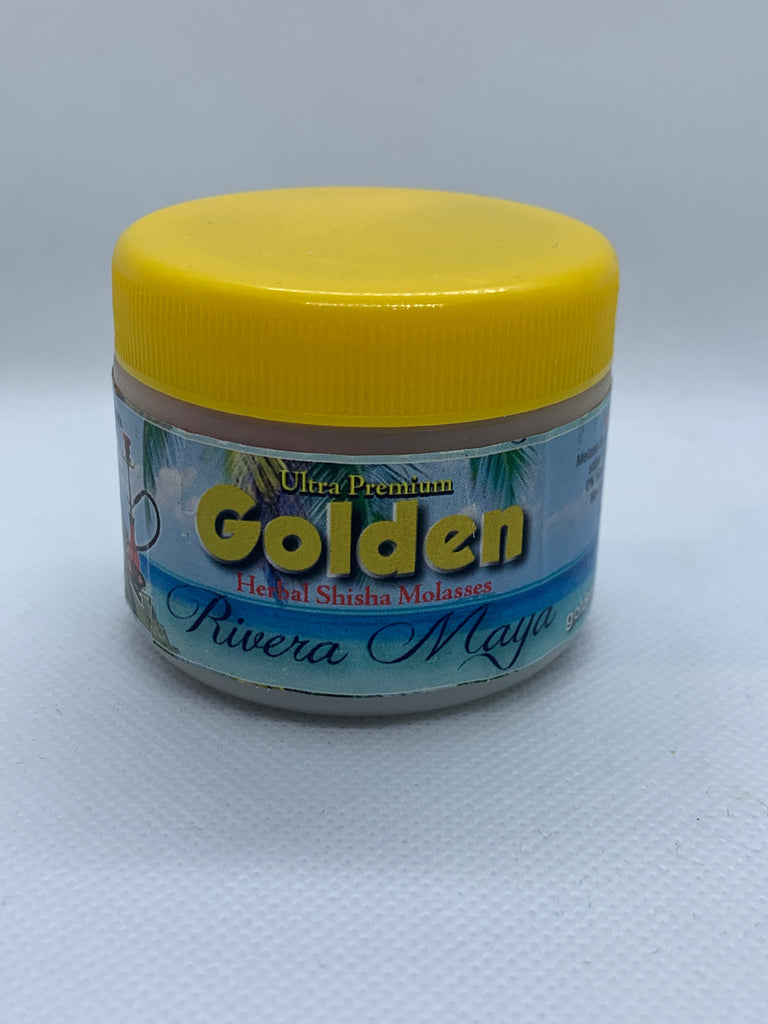 Ultra Premium
Golden
Herbal Shisha Molasses
Rivera Maya